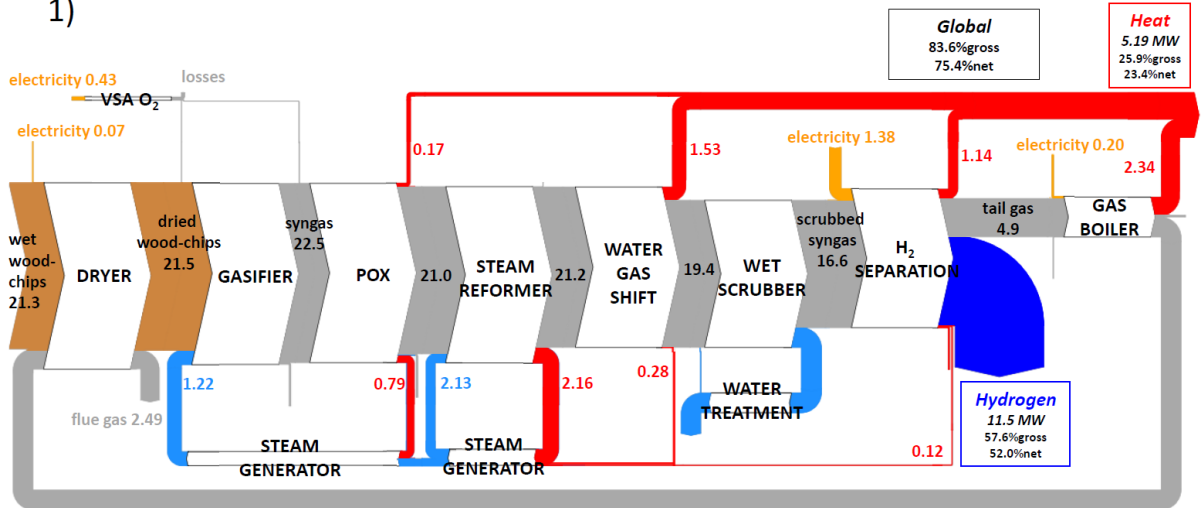 1)
Global
83.6%gross
75.4%net
Heat
5.19 MW
25.9%gross
23.4%net
electricity 0.43
losses
VSA O₂
electricity 0.07
0.17
1.53
electricity 1.38
1.14
electricity 0.20
2.34
wet
wood-
chips
21.3
DRYER
dried
wood-chips
21.5
GASIFIER
syngas
22.5
POX
21.0
STEAM
REFORMER
21.2
WATER
GAS
SHIFT
19.4
WET
SCRUBBER
scrubbed
syngas
16.6
H₂
SEPARATION
tail gas
4.9
GAS
BOILER
flue gas 2.49
1.22
0.79
2.13
2.16
0.28
WATER
TREATMENT
0.12
STEAM
GENERATOR
STEAM
GENERATOR
Hydrogen
11.5 MW
57.6%gross
52.0%net